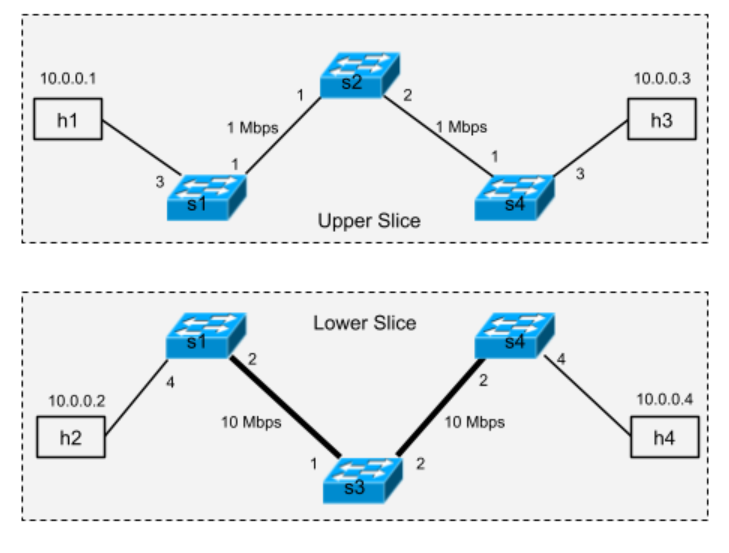 10.0.0.1
h1
s2
1
2
10.0.0.3
h3
1 Mbps
1 Mbps
3
1
s1
1
3
s4
Upper Slice
Lower Slice
s1
2
4
s4
2
4
10.0.0.2
h2
10 Mbps
10 Mbps
10.0.0.4
h4
1
2
s3